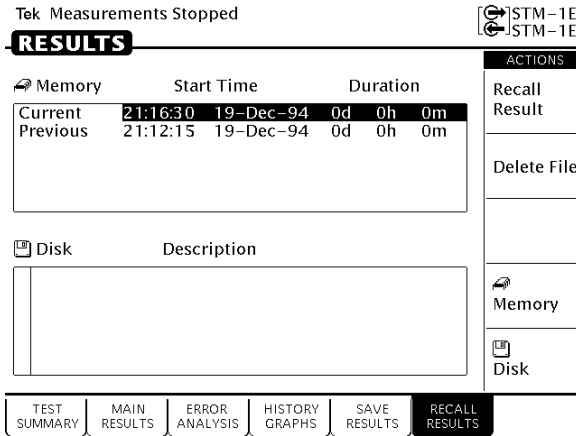 Tek Measurements Stopped
STM-1E
STM-1E
RESULTS
ACTIONS
Memory Start Time Duration
Current 21:16:30 19-Dec-94 0d 0h 0m
Previous 21:12:15 19-Dec-94 0d 0h 0m
Disk Description
Recall
Result
Delete File
Memory
Disk
TEST
SUMMARY
MAIN
RESULTS
ERROR
ANALYSIS
HISTORY
GRAPHS
SAVE
RESULTS
RECALL
RESULTS